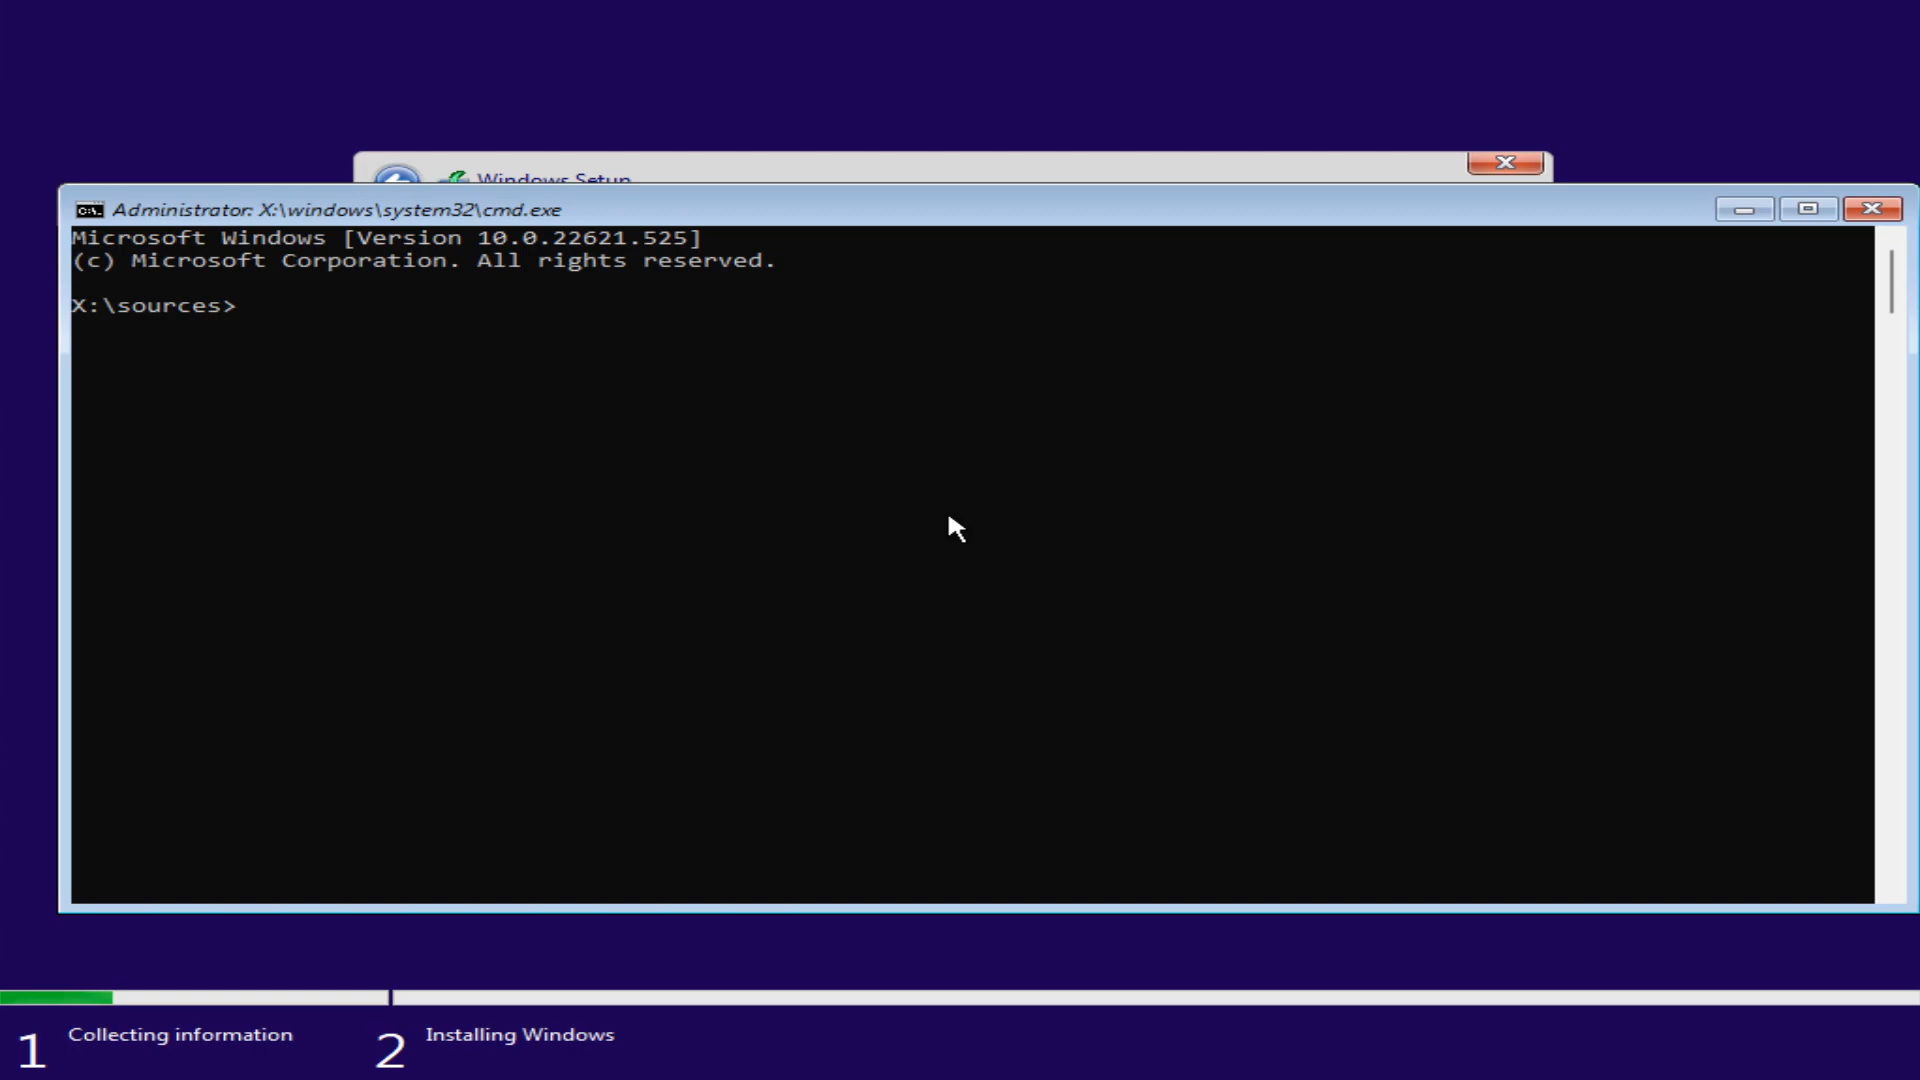 Windows Setup
Administrator: X:\windows\system32\cmd.exe
Microsoft Windows [Version 10.0.22621.525]
(c) Microsoft Corporation. All rights reserved.
X:\sources>
1 Collecting information
2 Installing Windows